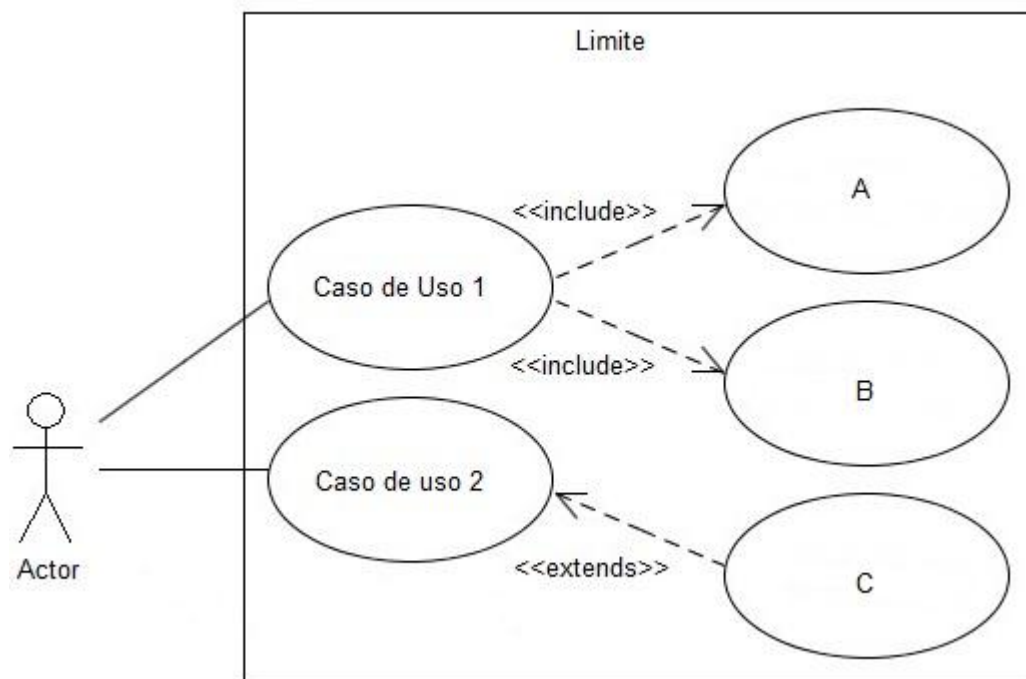 Limite
A
<<include>>
Caso de Uso 1
<<include>>
B
Caso de uso 2
<<extends>>
C
Actor